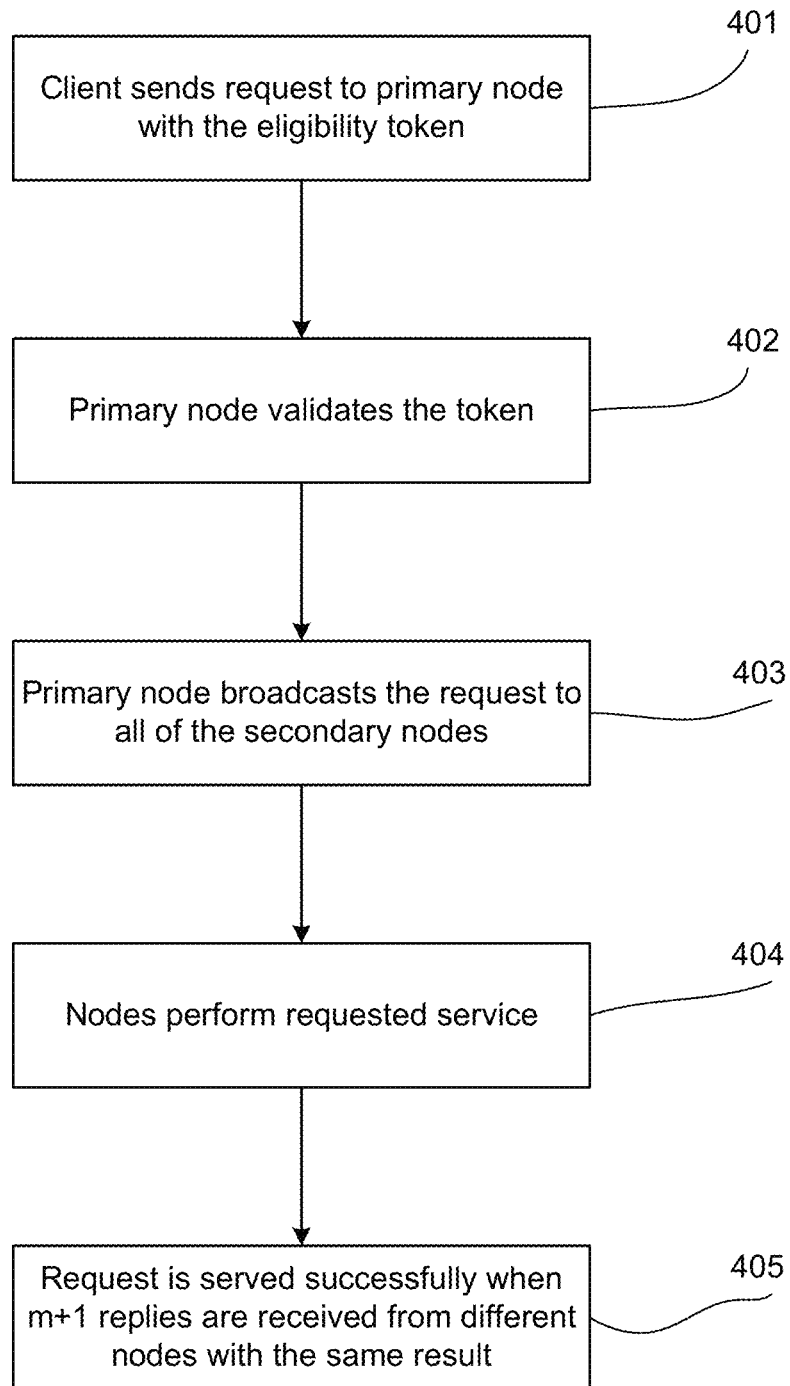 401
Client sends request to primary node
with the eligibility token
402
Primary node validates the token
403
Primary node broadcasts the request to
all of the secondary nodes
404
Nodes perform requested service
405
Request is served successfully when
m+1 replies are received from different
nodes with the same result